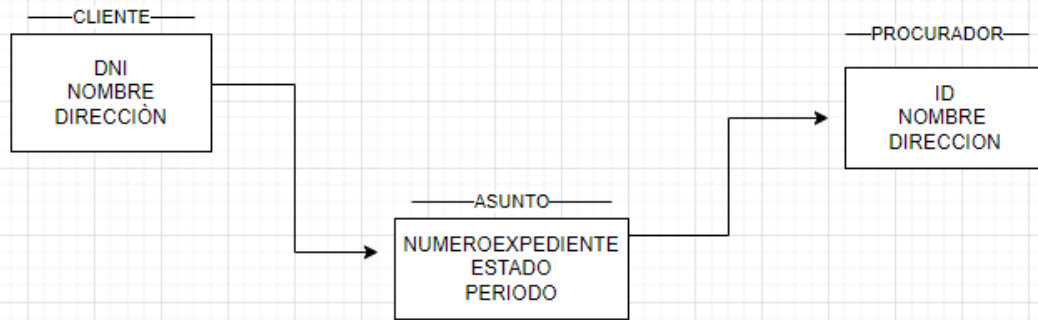 CLIENTE
DNI
NOMBRE
DIRECCIÒN
PROCURADOR
ID
NOMBRE
DIRECCION
ASUNTO
NUMEROEXPEDIENTE
ESTADO
PERIODO